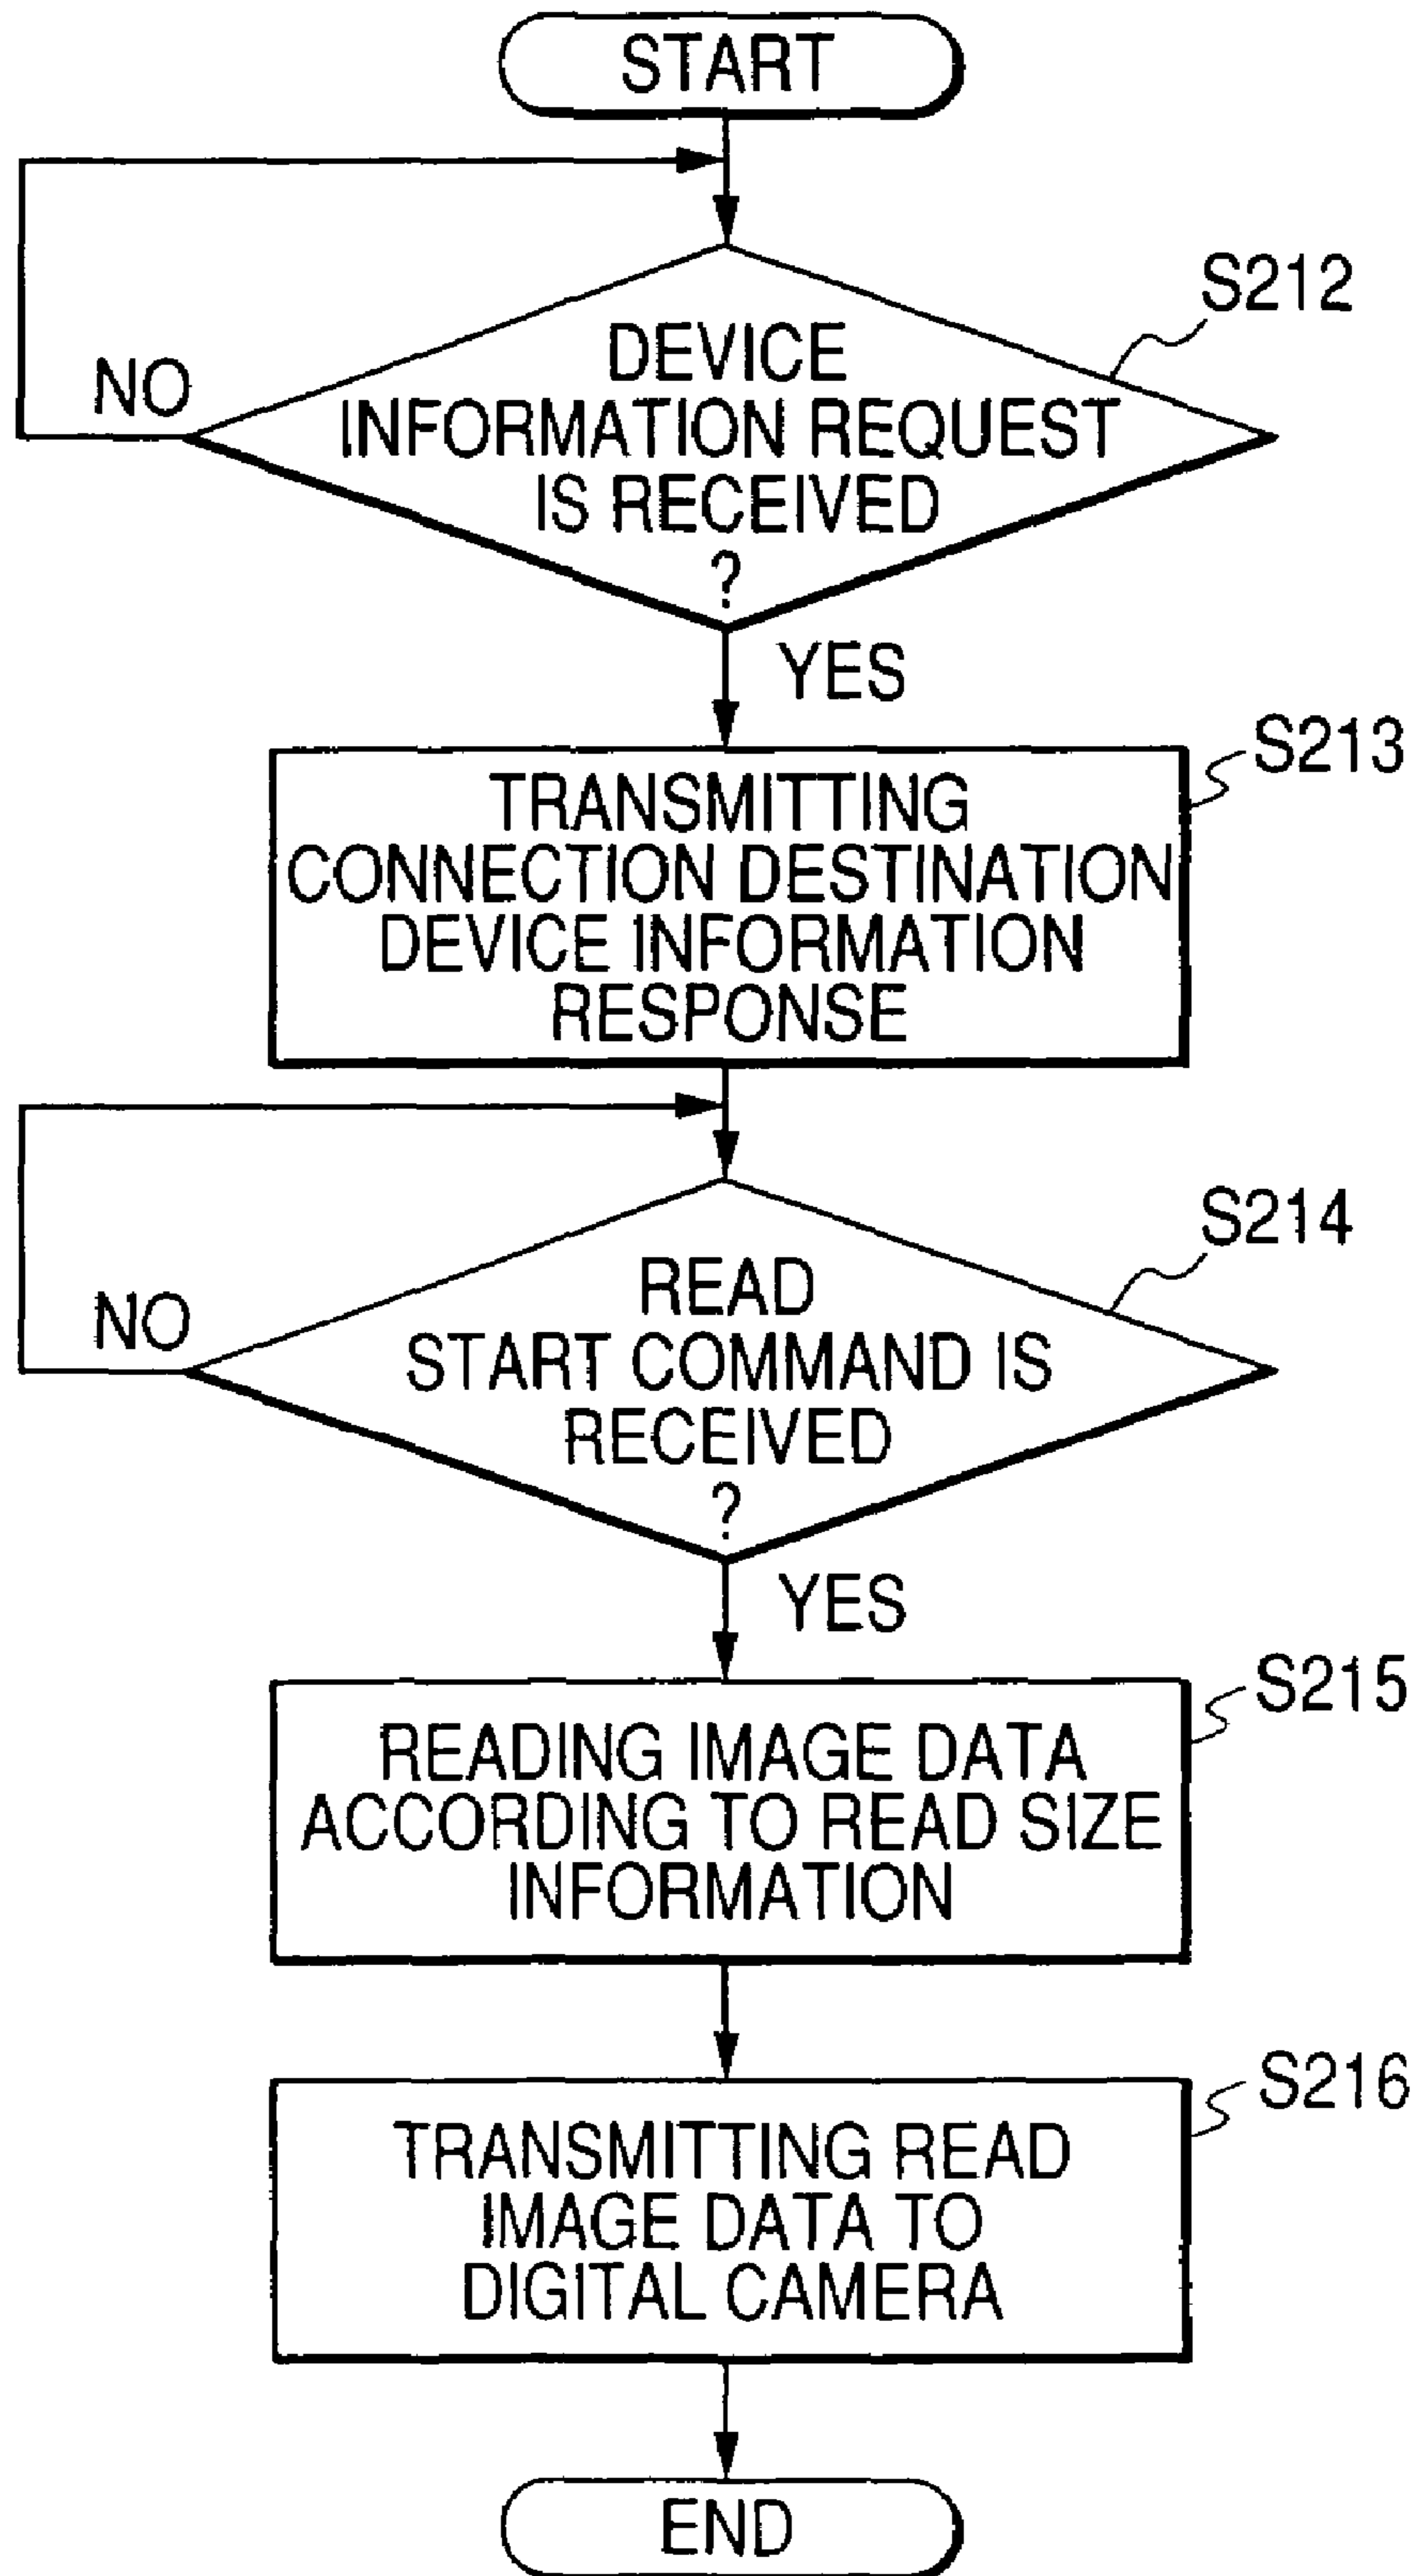 START
S212
NO
DEVICE
INFORMATION REQUEST
IS RECEIVED
?
YES
S213
TRANSMITTING
CONNECTION DESTINATION
DEVICE INFORMATION
RESPONSE
S214
NO
READ
START COMMAND IS
RECEIVED
?
YES
S215
READING IMAGE DATA
ACCORDING TO READ SIZE
INFORMATION
S216
TRANSMITTING READ
IMAGE DATA TO
DIGITAL CAMERA
END